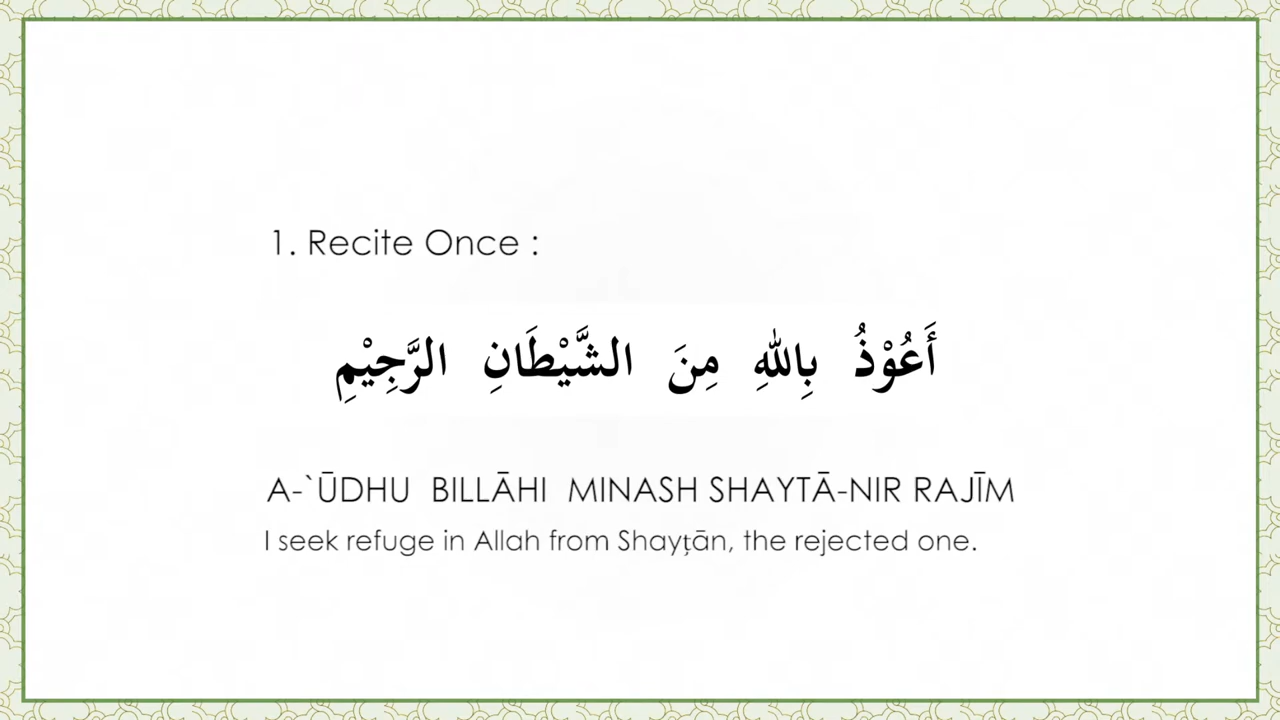 1. Recite Once :
أَعُوْذُ بِاللهِ مِنَ الشَّيْطَانِ الرَّجِيْمِ
A-`ŪDHU BILLĀHI MINASH SHAYTĀ-NIR RAJĪM
I seek refuge in Allah from Shayţān, the rejected one.